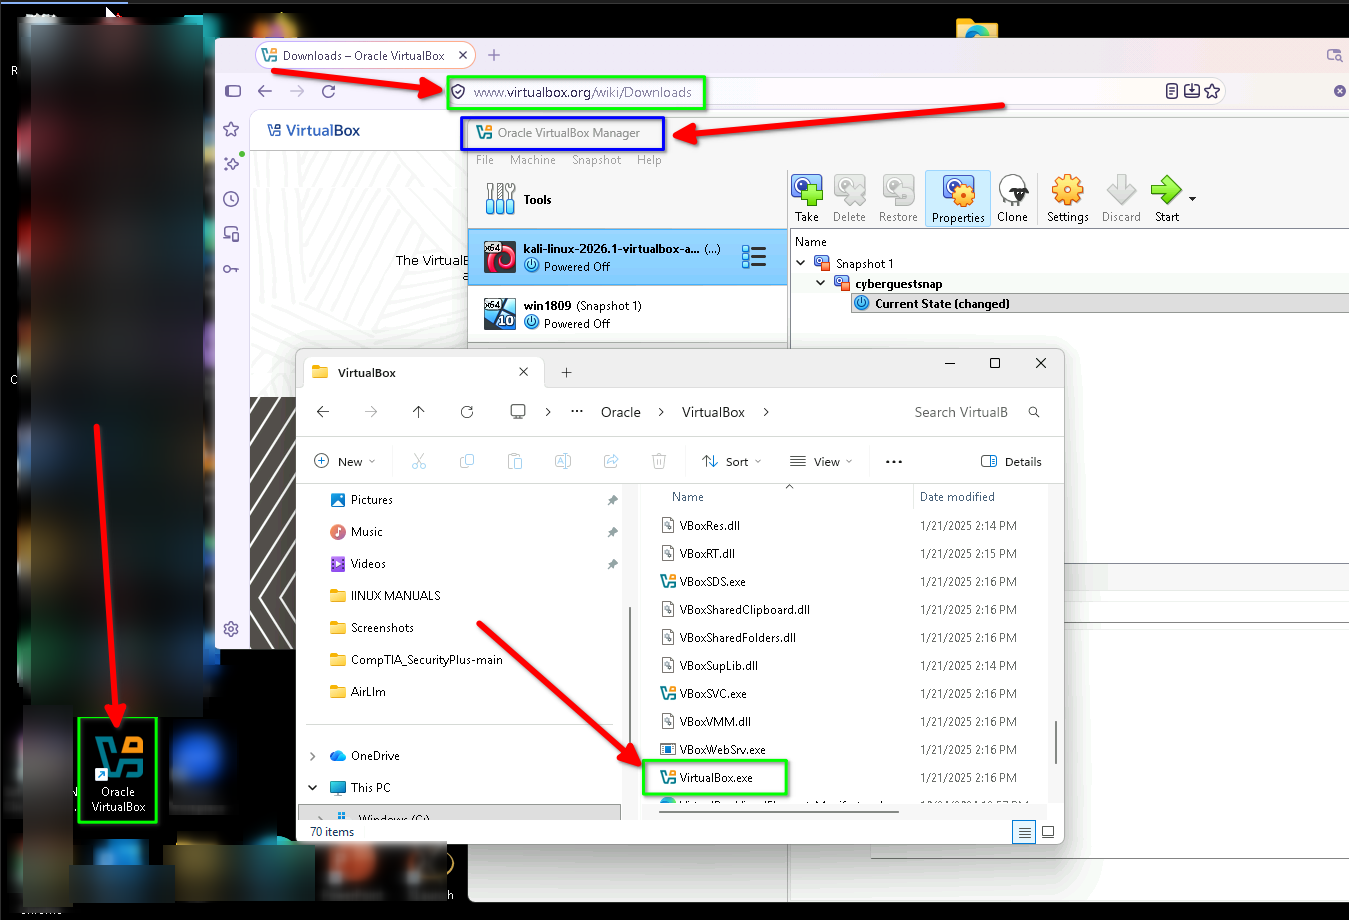 Downloads – Oracle VirtualBox
www.virtualbox.org/wiki/Downloads
VirtualBox
Oracle VirtualBox Manager
File Machine Snapshot Help
Tools
Take Delete Restore Properties Clone Settings Discard Start
kali-linux-2026.1-virtualbox-a... (...)
Powered Off
win1809 (Snapshot 1)
Powered Off
Name
Snapshot 1
cyberguestsnap
Current State (changed)
The Virtual
VirtualBox
Oracle VirtualBox
Search VirtualB
New
Sort
View
Details
Pictures
Music
Videos
lINUX MANUALS
Screenshots
CompTIA_SecurityPlus-main
AirLlm
OneDrive
This PC
Windows (C:)
Name Date modified
VBoxRes.dll 1/21/2025 2:14 PM
VBoxRT.dll 1/21/2025 2:15 PM
VBoxSDS.exe 1/21/2025 2:16 PM
VBoxSharedClipboard.dll 1/21/2025 2:16 PM
VBoxSharedFolders.dll 1/21/2025 2:16 PM
VBoxSupLib.dll 1/21/2025 2:14 PM
VBoxSVC.exe 1/21/2025 2:16 PM
VBoxVMM.dll 1/21/2025 2:16 PM
VBoxWebSrv.exe 1/21/2025 2:16 PM
VirtualBox.exe 1/21/2025 2:16 PM
70 items
Oracle
VirtualBox